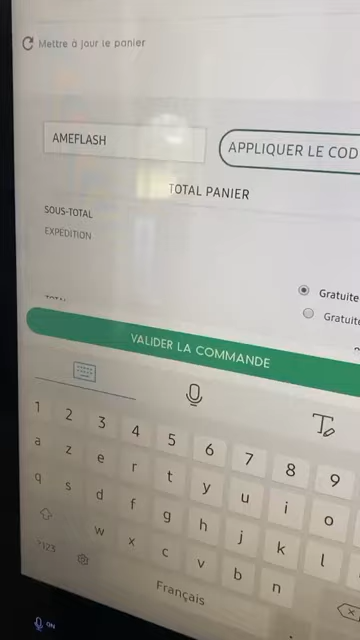 Mettre à jour le panier
AMEFLASH
APPLIQUER LE COD
TOTAL PANIER
SOUS-TOTAL
EXPÉDITION
Gratuite
Gratuite
VALIDER LA COMMANDE
1 2 3 4 5 6 7 8 9
a z e r t y u i o
q s d f g h j k l
w x c v b n
?123
Français
ON